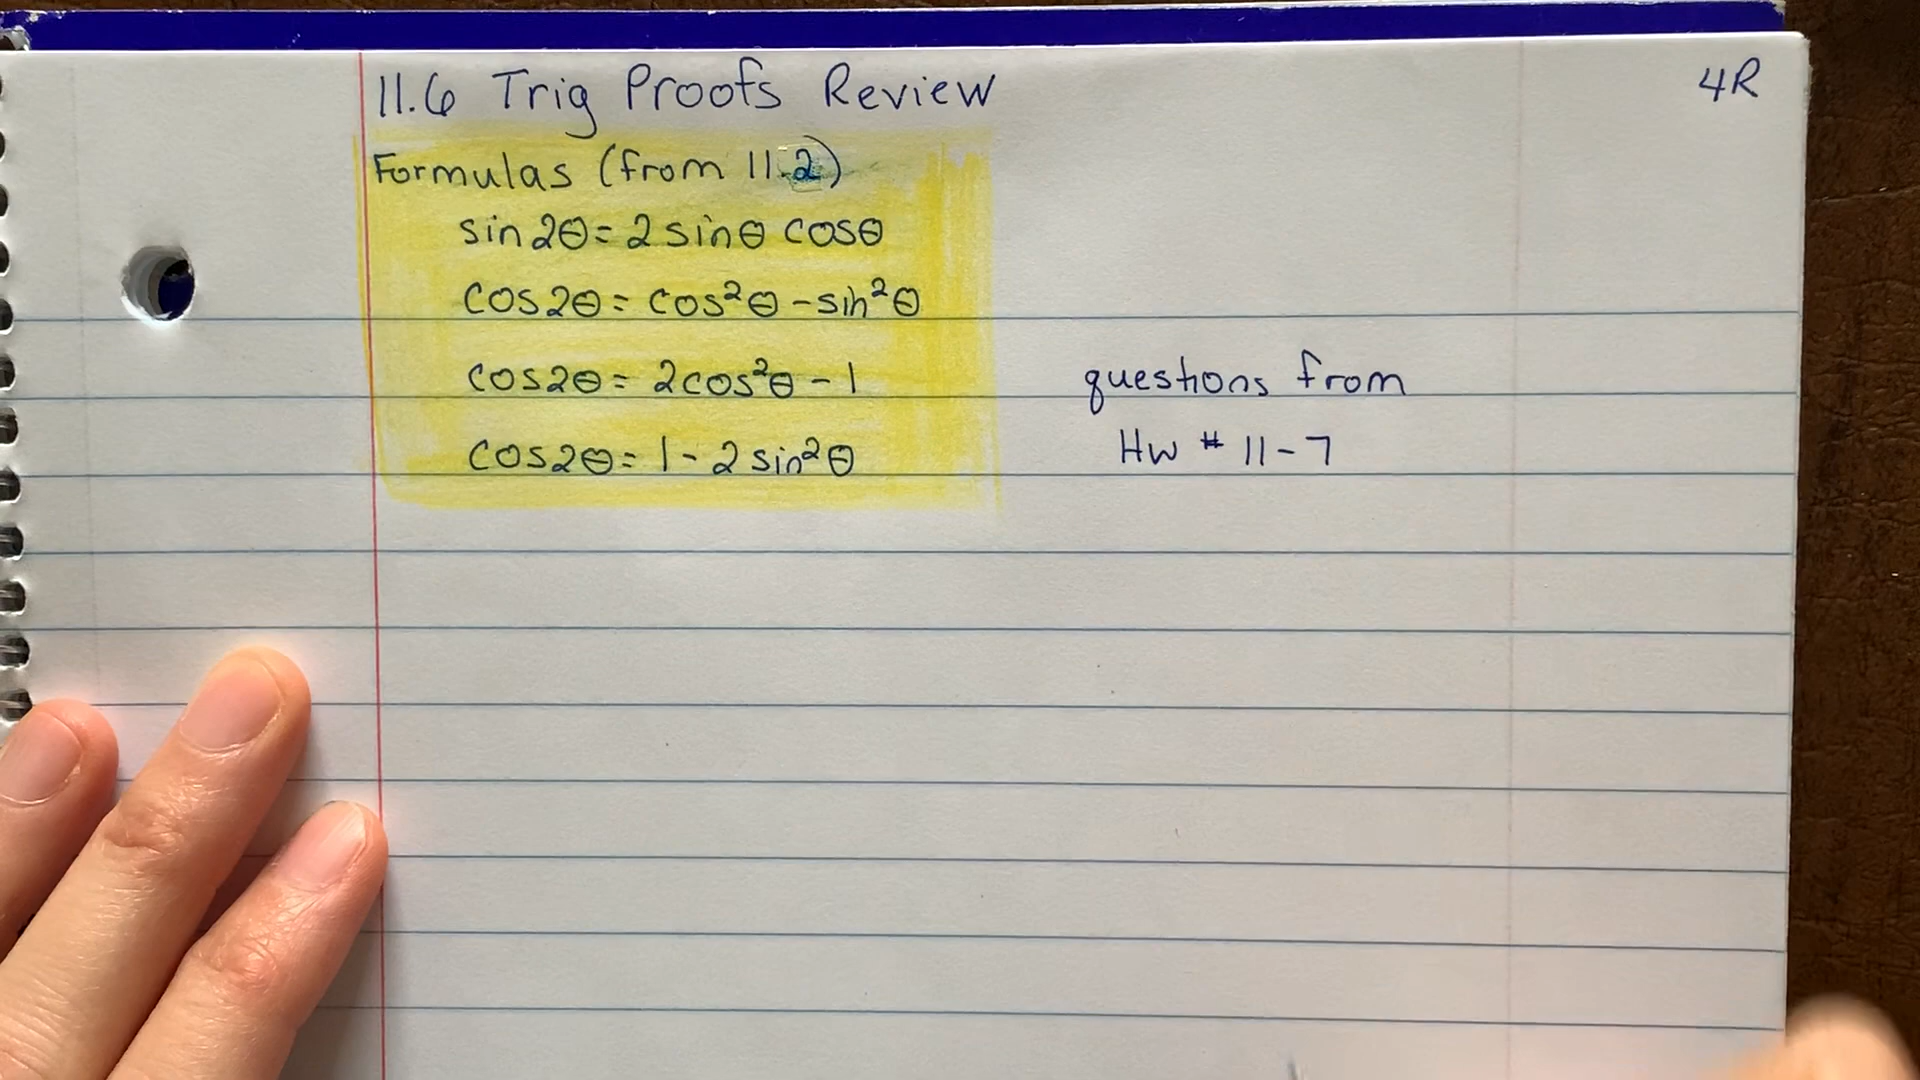 11.6 Trig Proofs Review
4R
Formulas (from 11.2)
sin2θ = 2sinθ cosθ
cos2θ = cos²θ - sin²θ
cos2θ = 2cos²θ - 1
cos2θ = 1 - 2sin²θ
questions from
HW # 11-7